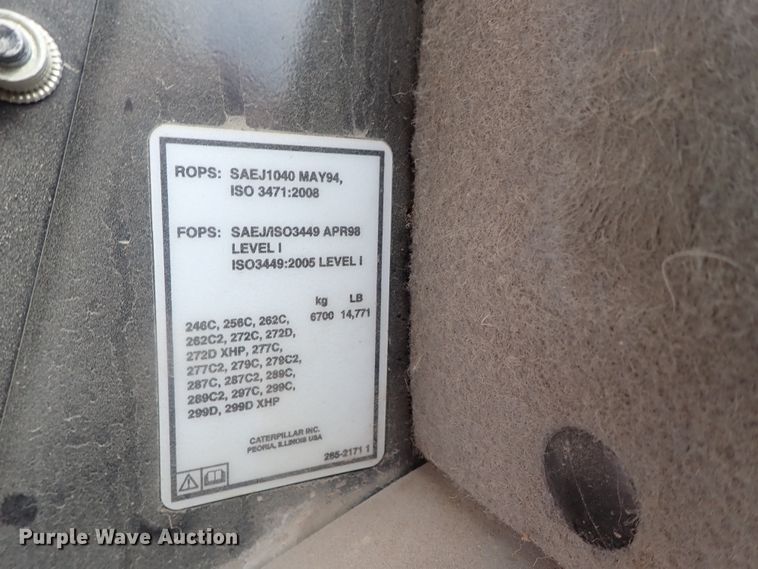 ROPS: SAEJ1040 MAY94,
ISO 3471:2008
FOPS: SAEJ/ISO3449 APR98
LEVEL I
ISO3449:2005 LEVEL I
kg LB
6700 14,771
246C, 256C, 262C,
262C2, 272C, 272D,
272D XHP, 277C,
277C2, 279C, 279C2,
287C, 287C2, 289C,
289C2, 297C, 299C,
299D, 299D XHP
CATERPILLAR INC.
PEORIA, ILLINOIS USA
265-2171 1
Purple Wave Auction